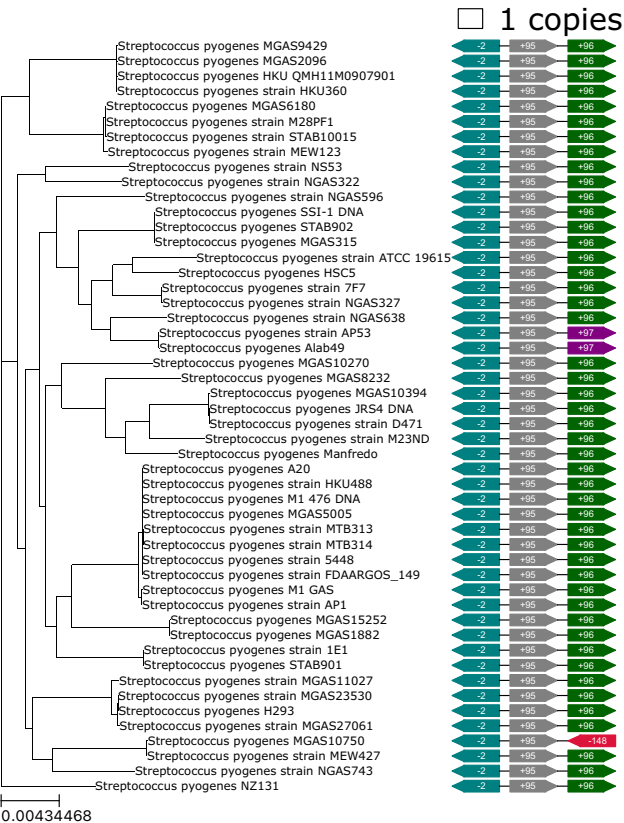 1 copies
Streptococcus pyogenes MGAS9429 -2 +95 +96
Streptococcus pyogenes MGAS2096 -2 +95 +96
Streptococcus pyogenes HKU QMH11M0907901 -2 +95 +96
Streptococcus pyogenes strain HKU360 -2 +95 +96
Streptococcus pyogenes MGAS6180 -2 +95 +96
Streptococcus pyogenes strain M28PF1 -2 +95 +96
Streptococcus pyogenes strain STAB10015 -2 +95 +96
Streptococcus pyogenes strain MEW123 -2 +95 +96
Streptococcus pyogenes strain NS53 -2 +95 +96
Streptococcus pyogenes strain NGAS322 -2 +95 +96
Streptococcus pyogenes strain NGAS596 -2 +95 +96
Streptococcus pyogenes SSI-1 DNA -2 +95 +96
Streptococcus pyogenes STAB902 -2 +95 +96
Streptococcus pyogenes MGAS315 -2 +95 +96
Streptococcus pyogenes strain ATCC 19615 -2 +95 +96
Streptococcus pyogenes HSC5 -2 +95 +96
Streptococcus pyogenes strain 7F7 -2 +95 +96
Streptococcus pyogenes strain NGAS327 -2 +95 +96
Streptococcus pyogenes strain NGAS638 -2 +95 +96
Streptococcus pyogenes strain AP53 -2 +95 +97
Streptococcus pyogenes Alab49 -2 +95 +97
Streptococcus pyogenes MGAS10270 -2 +95 +96
Streptococcus pyogenes MGAS8232 -2 +95 +96
Streptococcus pyogenes MGAS10394 -2 +95 +96
Streptococcus pyogenes JRS4 DNA -2 +95 +96
Streptococcus pyogenes strain D471 -2 +95 +96
Streptococcus pyogenes strain M23ND -2 +95 +96
Streptococcus pyogenes Manfredo -2 +95 +96
Streptococcus pyogenes A20 -2 +95 +96
Streptococcus pyogenes strain HKU488 -2 +95 +96
Streptococcus pyogenes M1 476 DNA -2 +95 +96
Streptococcus pyogenes MGAS5005 -2 +95 +96
Streptococcus pyogenes strain MTB313 -2 +95 +96
Streptococcus pyogenes strain MTB314 -2 +95 +96
Streptococcus pyogenes strain 5448 -2 +95 +96
Streptococcus pyogenes strain FDAARGOS_149 -2 +95 +96
Streptococcus pyogenes M1 GAS -2 +95 +96
Streptococcus pyogenes strain AP1 -2 +95 +96
Streptococcus pyogenes MGAS15252 -2 +95 +96
Streptococcus pyogenes MGAS1882 -2 +95 +96
Streptococcus pyogenes strain 1E1 -2 +95 +96
Streptococcus pyogenes STAB901 -2 +95 +96
Streptococcus pyogenes strain MGAS11027 -2 +95 +96
Streptococcus pyogenes strain MGAS23530 -2 +95 +96
Streptococcus pyogenes H293 -2 +95 +96
Streptococcus pyogenes strain MGAS27061 -2 +95 +96
Streptococcus pyogenes MGAS10750 -2 +95 -148
Streptococcus pyogenes strain MEW427 -2 +95 +96
Streptococcus pyogenes strain NGAS743 -2 +95 +96
Streptococcus pyogenes NZ131 -2 +95 +96
0.00434468